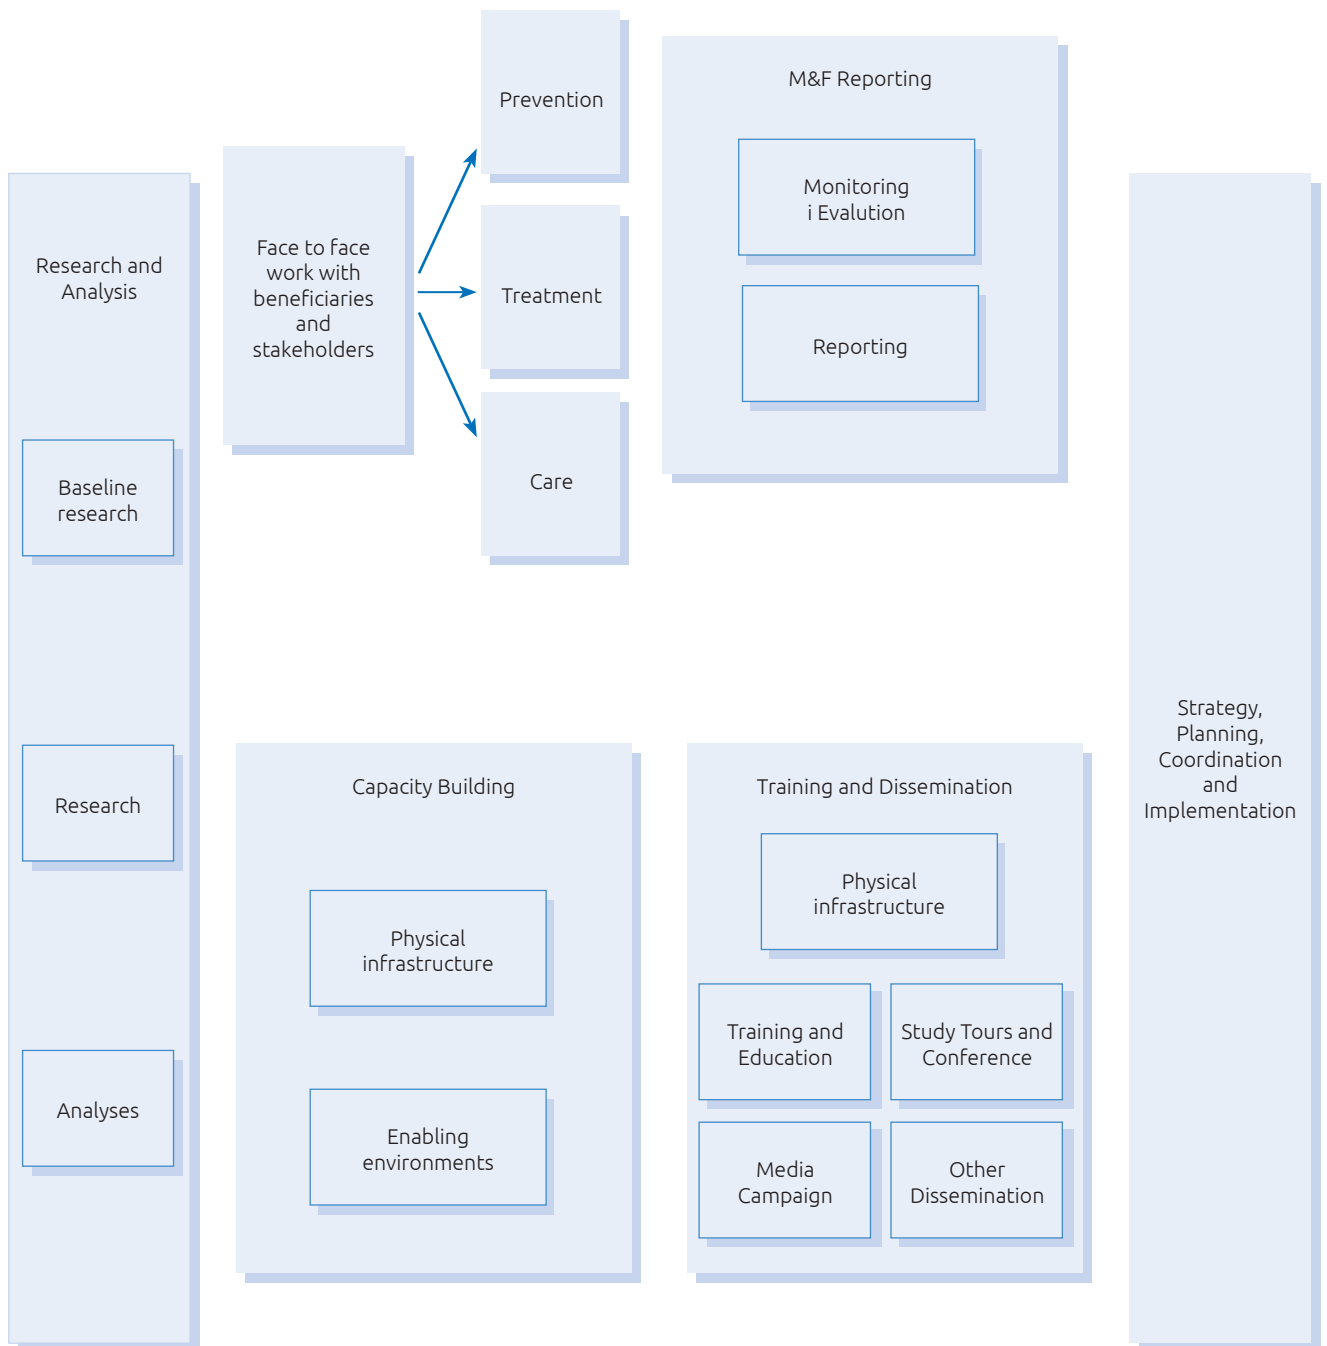 Research and
Analysis
Baseline
research
Research
Analyses
Face to face
work with
beneficiaries
and
stakeholders
Prevention
Treatment
Care
M&F Reporting
Monitoring
i Evalution
Reporting
Capacity Building
Physical
infrastructure
Enabling
environments
Training and Dissemination
Physical
infrastructure
Training and
Education
Study Tours and
Conference
Media
Campaign
Other
Dissemination
Strategy,
Planning,
Coordination
and
Implementation